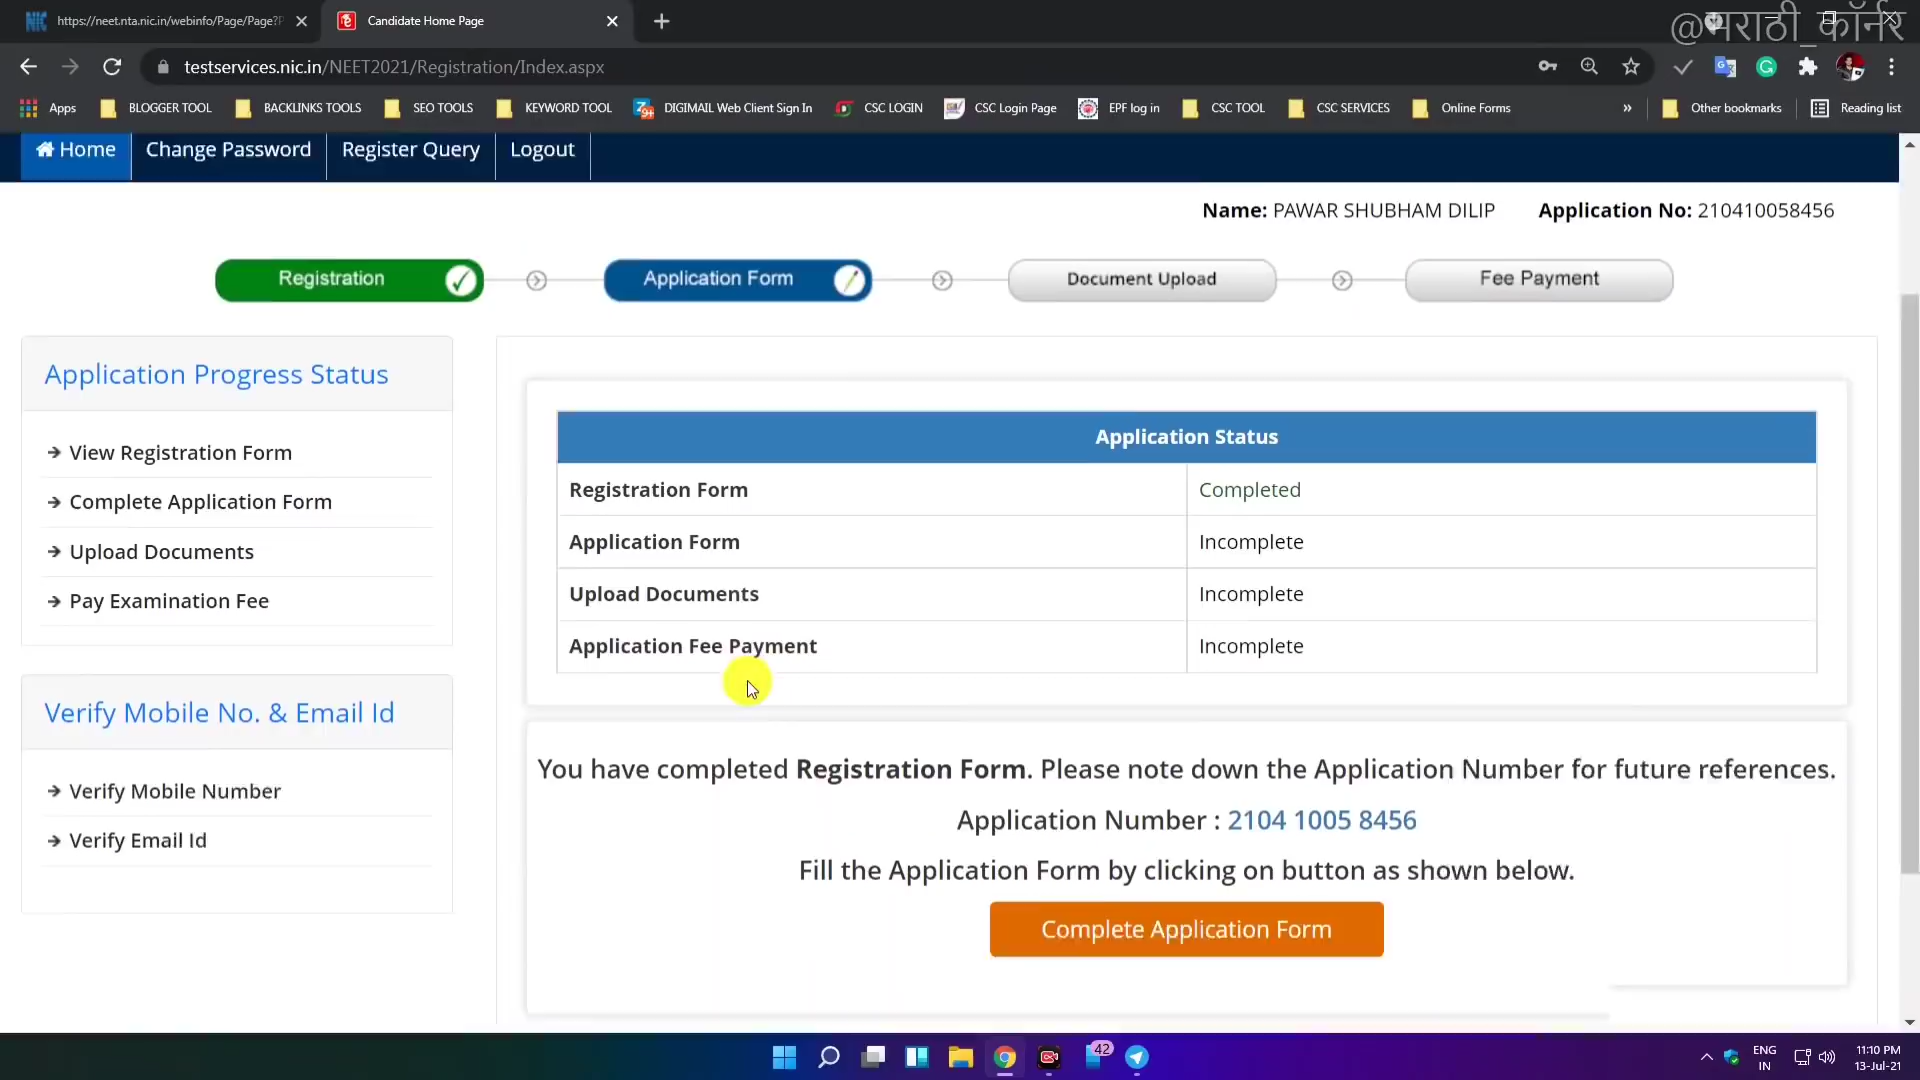 @मराठी_कॉर्नर
https://neet.nta.nic.in/webinfo/Page/Page?P
Candidate Home Page
testservices.nic.in/NEET2021/Registration/Index.aspx
Apps BLOGGER TOOL BACKLINKS TOOLS SEO TOOLS KEYWORD TOOL DIGIMAIL Web Client Sign In CSC LOGIN CSC Login Page EPF log in CSC TOOL CSC SERVICES Online Forms » Other bookmarks Reading list
Home Change Password Register Query Logout
Name: PAWAR SHUBHAM DILIP Application No: 210410058456
Registration Application Form Document Upload Fee Payment
Application Progress Status
View Registration Form
Complete Application Form
Upload Documents
Pay Examination Fee
Verify Mobile No. & Email Id
Verify Mobile Number
Verify Email Id
Application Status
Registration Form Completed
Application Form Incomplete
Upload Documents Incomplete
Application Fee Payment Incomplete
You have completed Registration Form. Please note down the Application Number for future references.
Application Number : 2104 1005 8456
Fill the Application Form by clicking on button as shown below.
Complete Application Form
42
ENG
IN
11:10 PM
13-Jul-21